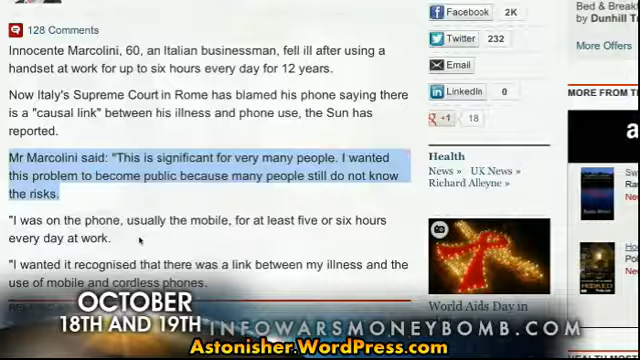 128 Comments
Innocente Marcolini, 60, an Italian businessman, fell ill after using a
handset at work for up to six hours every day for 12 years.
Now Italy's Supreme Court in Rome has blamed his phone saying there
is a "causal link" between his illness and phone use, the Sun has
reported.
Mr Marcolini said: "This is significant for very many people. I wanted
this problem to become public because many people still do not know
the risks.
"I was on the phone, usually the mobile, for at least five or six hours
every day at work.
"I wanted it recognised that there was a link between my illness and the
use of mobile and cordless phones.
Facebook 2K
Twitter 232
Email
LinkedIn 0
+1 18
Health
News » UK News »
Richard Alleyne »
World Aids Day in
Bed & Breakf
by Dunhill T
More Offers
MORE FROM T
a
OCTOBER
18TH AND 19TH
INFOWARSMONEYBOMB.COM
Astonisher.WordPress.com